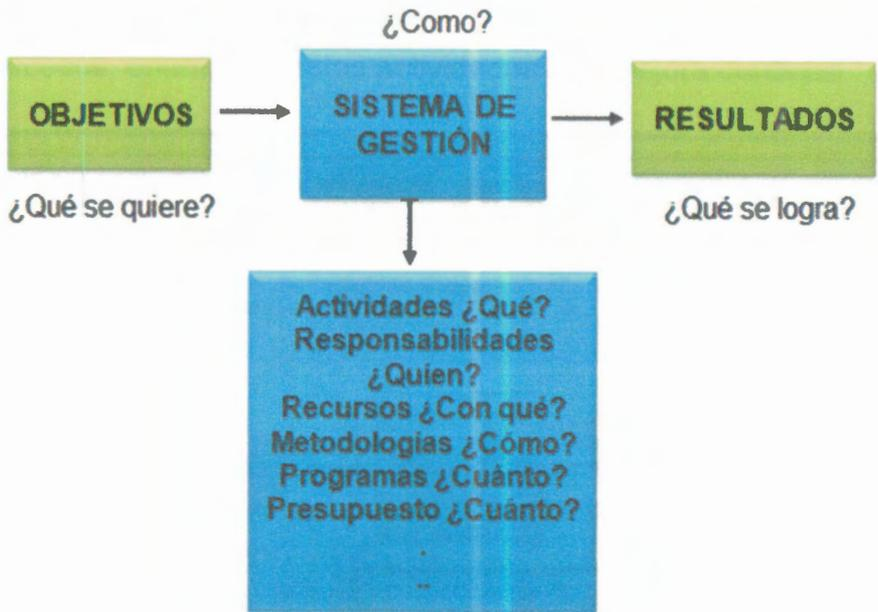 ¿Como?
OBJETIVOS
SISTEMA DE
GESTIÓN
RESULTADOS
¿Qué se quiere?
¿Qué se logra?
Actividades ¿Qué?
Responsabilidades
¿Quien?
Recursos ¿Con qué?
Metodologias ¿Cómo?
Programas ¿Cuánto?
Presupuesto ¿Cuánto?
.
..